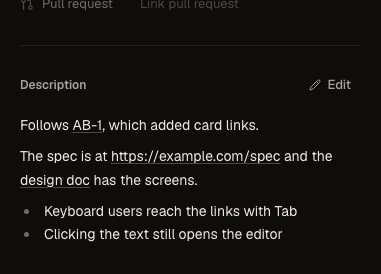 Pull request Link pull request
Description Edit
Follows AB-1, which added card links.
The spec is at https://example.com/spec and the
design doc has the screens.
Keyboard users reach the links with Tab
Clicking the text still opens the editor